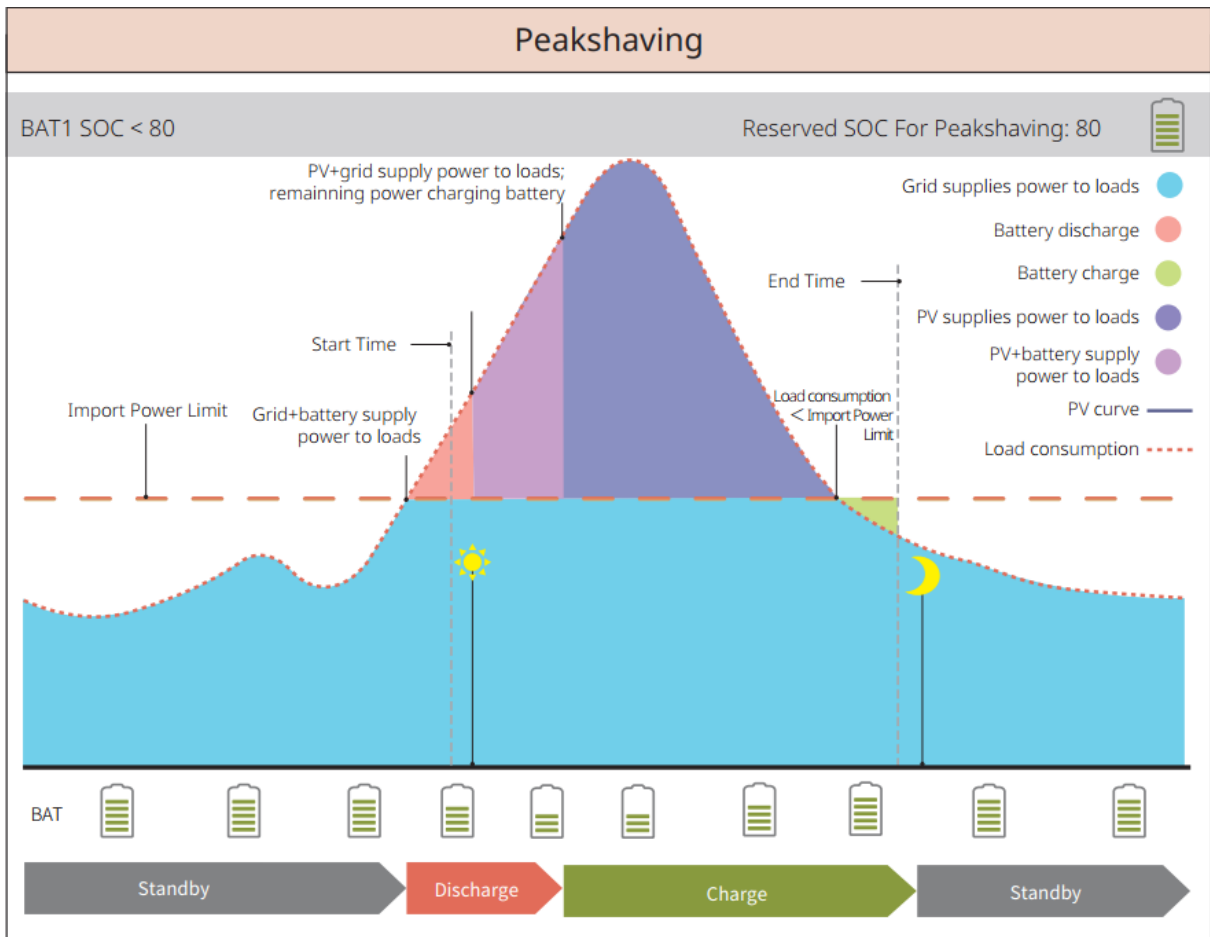 Peakshaving
BAT1 SOC < 80
Reserved SOC For Peakshaving: 80
PV+grid supply power to loads;
remainning power charging battery
Grid supplies power to loads
Battery discharge
Battery charge
PV supplies power to loads
PV+battery supply
power to loads
PV curve
Load consumption
End Time
Start Time
Import Power Limit
Grid+battery supply
power to loads
Load consumption
< Import Power
Limit
BAT
Standby
Discharge
Charge
Standby